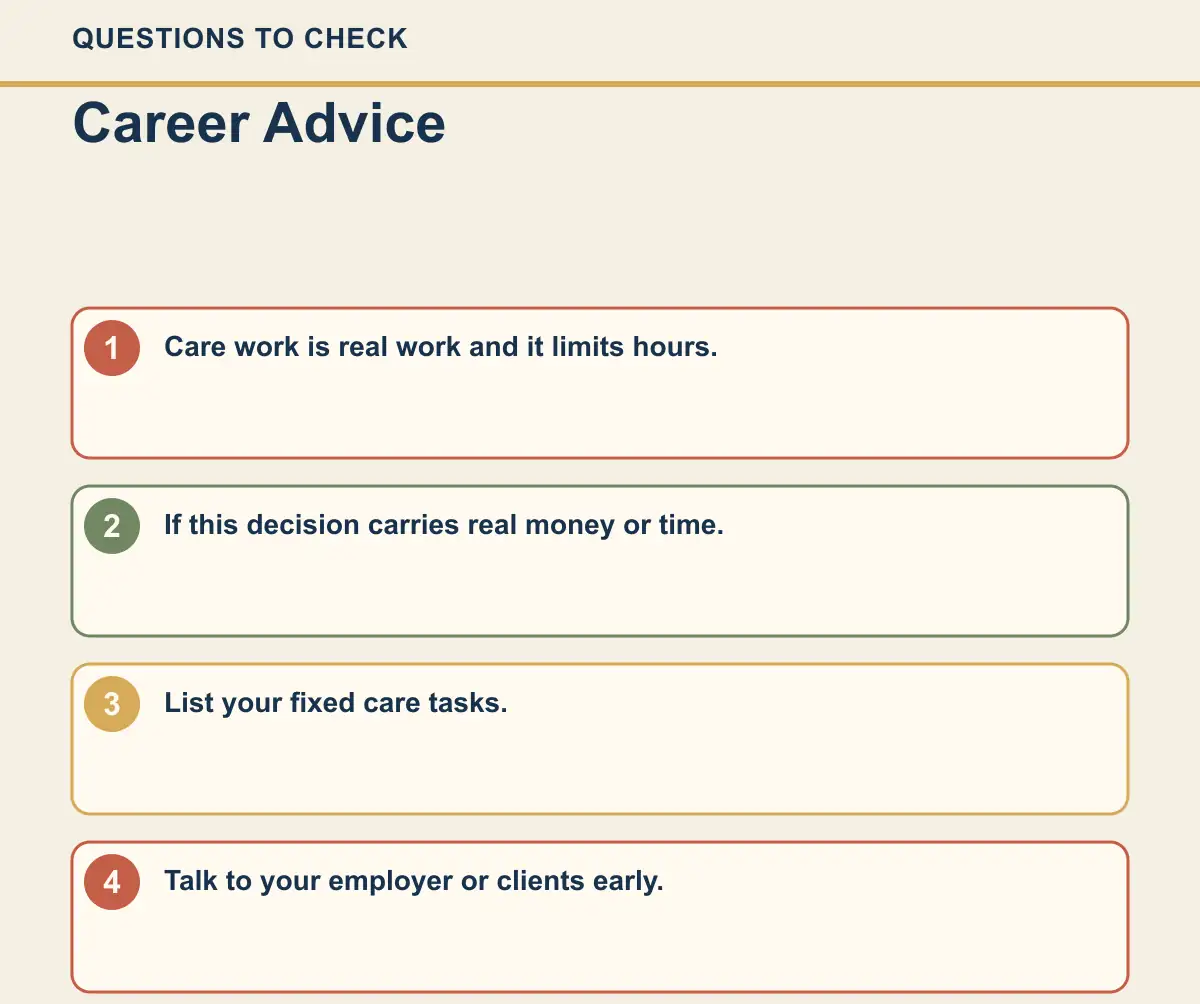 QUESTIONS TO CHECK
Career Advice
1 Care work is real work and it limits hours.
2 If this decision carries real money or time.
3 List your fixed care tasks.
4 Talk to your employer or clients early.